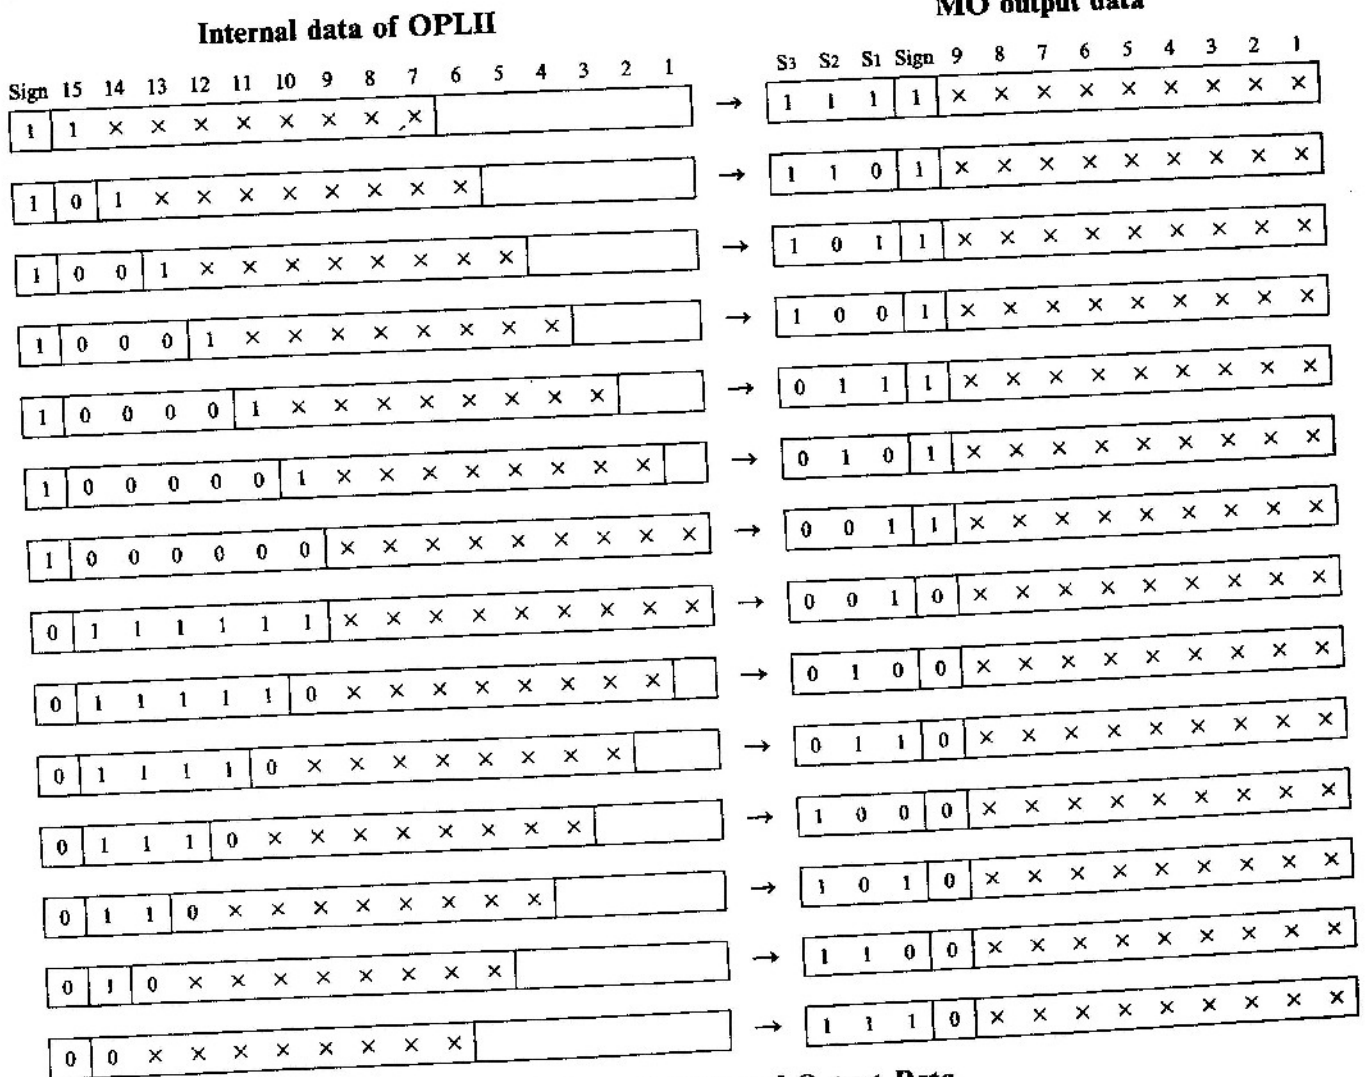 Internal data of OPLII
MO output data
Sign 15 14 13 12 11 10 9 8 7 6 5 4 3 2 1
S3 S2 S1 Sign 9 8 7 6 5 4 3 2 1
1 1 × × × × × × × × → 1 1 1 1 × × × × × × × × ×
1 0 1 × × × × × × × × → 1 1 0 1 × × × × × × × × ×
1 0 0 1 × × × × × × × × → 1 0 1 1 × × × × × × × × ×
1 0 0 0 1 × × × × × × × × → 1 0 0 1 × × × × × × × × ×
1 0 0 0 0 1 × × × × × × × × → 0 1 1 1 × × × × × × × × ×
1 0 0 0 0 0 1 × × × × × × × × → 0 1 0 1 × × × × × × × × ×
1 0 0 0 0 0 0 × × × × × × × × × → 0 0 1 1 × × × × × × × × ×
0 1 1 1 1 1 1 × × × × × × × × × → 0 0 1 0 × × × × × × × × ×
0 1 1 1 1 1 0 × × × × × × × × → 0 1 0 0 × × × × × × × × ×
0 1 1 1 1 0 × × × × × × × × → 0 1 1 0 × × × × × × × × ×
0 1 1 1 0 × × × × × × × × → 1 0 0 0 × × × × × × × × ×
0 1 1 0 × × × × × × × × → 1 0 1 0 × × × × × × × × ×
0 1 0 × × × × × × × × → 1 1 0 0 × × × × × × × × ×
0 0 × × × × × × × × → 1 1 1 0 × × × × × × × × ×
Output Data